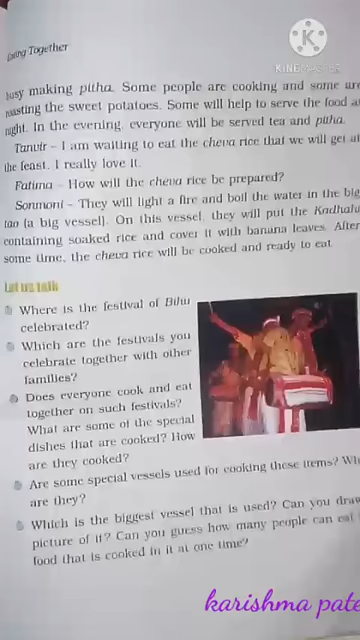 Eating Together
KINEMASTER
busy making pitha. Some people are cooking and some are
roasting the sweet potatoes. Some will help to serve the food at
night. In the evening, everyone will be served tea and pitha.
Tanvir – I am waiting to eat the cheva rice that we will get at
the feast. I really love it.
Fatima – How will the cheva rice be prepared?
Sonmoni – They will light a fire and boil the water in the big
tao (a big vessel). On this vessel, they will put the Kadhalu
containing soaked rice and cover it with banana leaves. After
some time, the cheva rice will be cooked and ready to eat.
Let us talk
Where is the festival of Bihu
celebrated?
Which are the festivals you
celebrate together with other
families?
Does everyone cook and eat
together on such festivals?
What are some of the special
dishes that are cooked? How
are they cooked?
Are some special vessels used for cooking these items? Wh
are they?
Which is the biggest vessel that is used? Can you draw
picture of it? Can you guess how many people can eat
food that is cooked in it at one time?
karishma pate